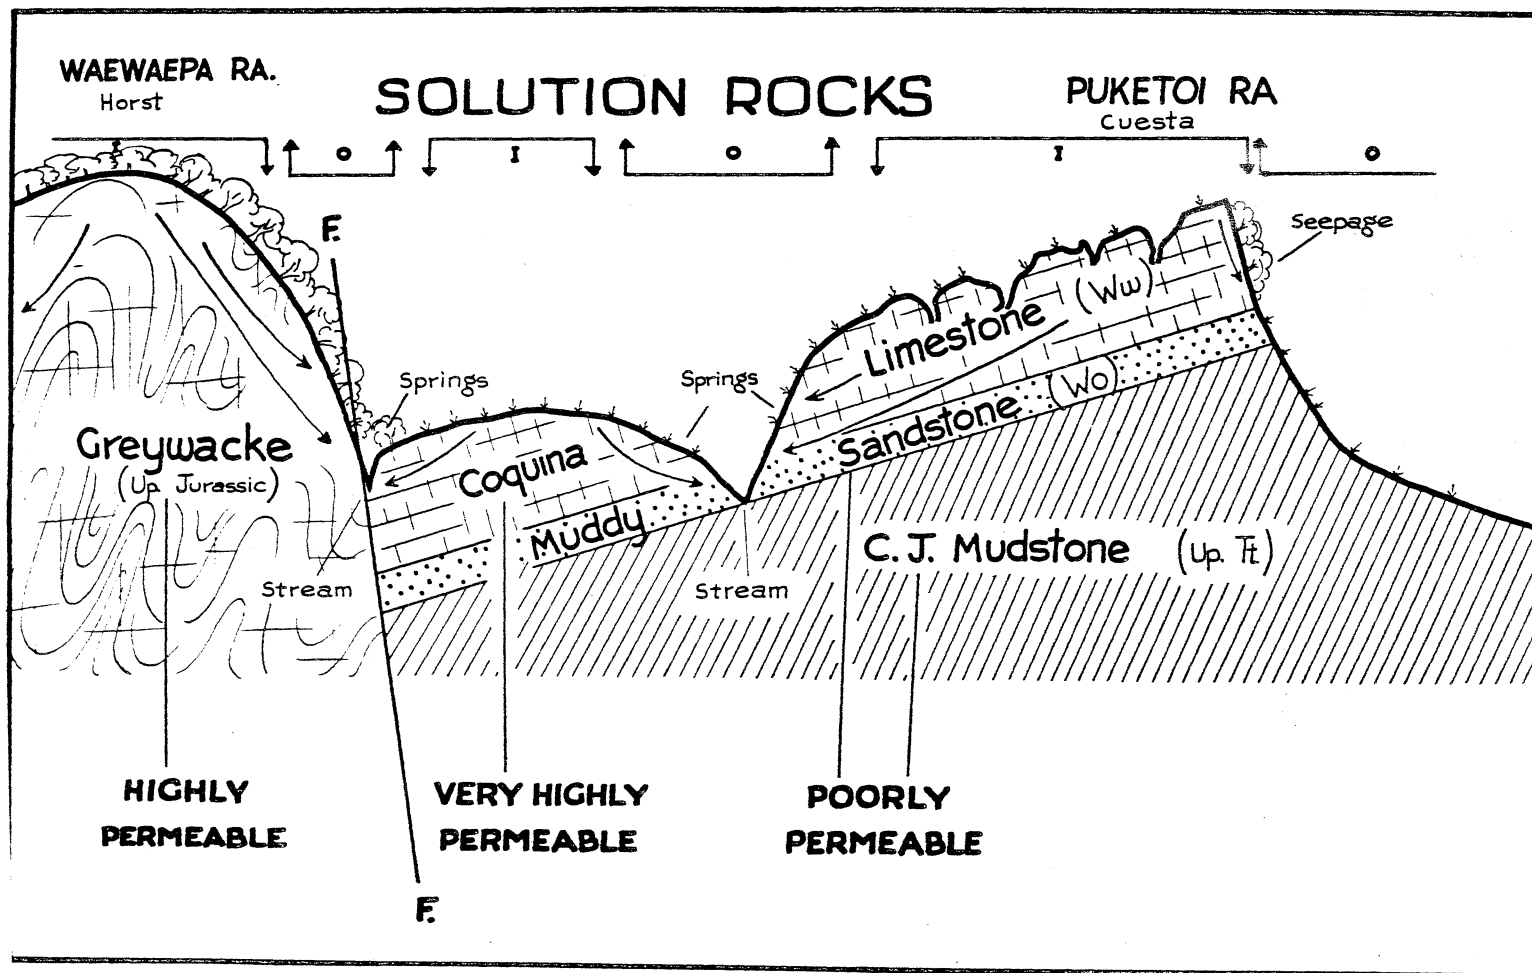 WAEWAEPA RA.
Horst
SOLUTION ROCKS
PUKETOI RA
Cuesta
I
O
I
O
I
O
F.
Seepage
Springs
Springs
Limestone (Ww)
Sandstone (Wo)
Greywacke
(Up. Jurassic)
Coquina
Muddy
C. J. Mudstone (Up. Tt.)
Stream
Stream
HIGHLY
PERMEABLE
VERY HIGHLY
PERMEABLE
POORLY
PERMEABLE
F.